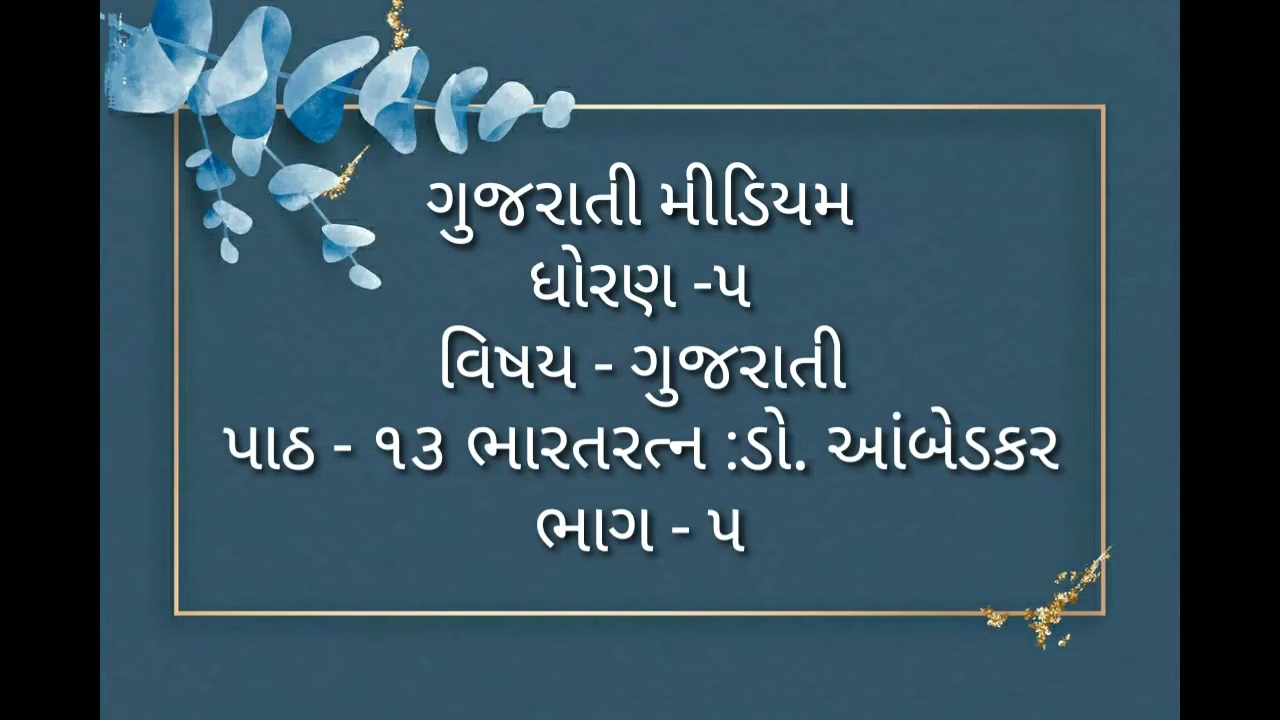 ગુજરાતી મીડિયમ
ધોરણ -૫
વિષય - ગુજરાતી
પાઠ - ૧૩ ભારતરત્ન :ડો. આંબેડકર
ભાગ - ૫